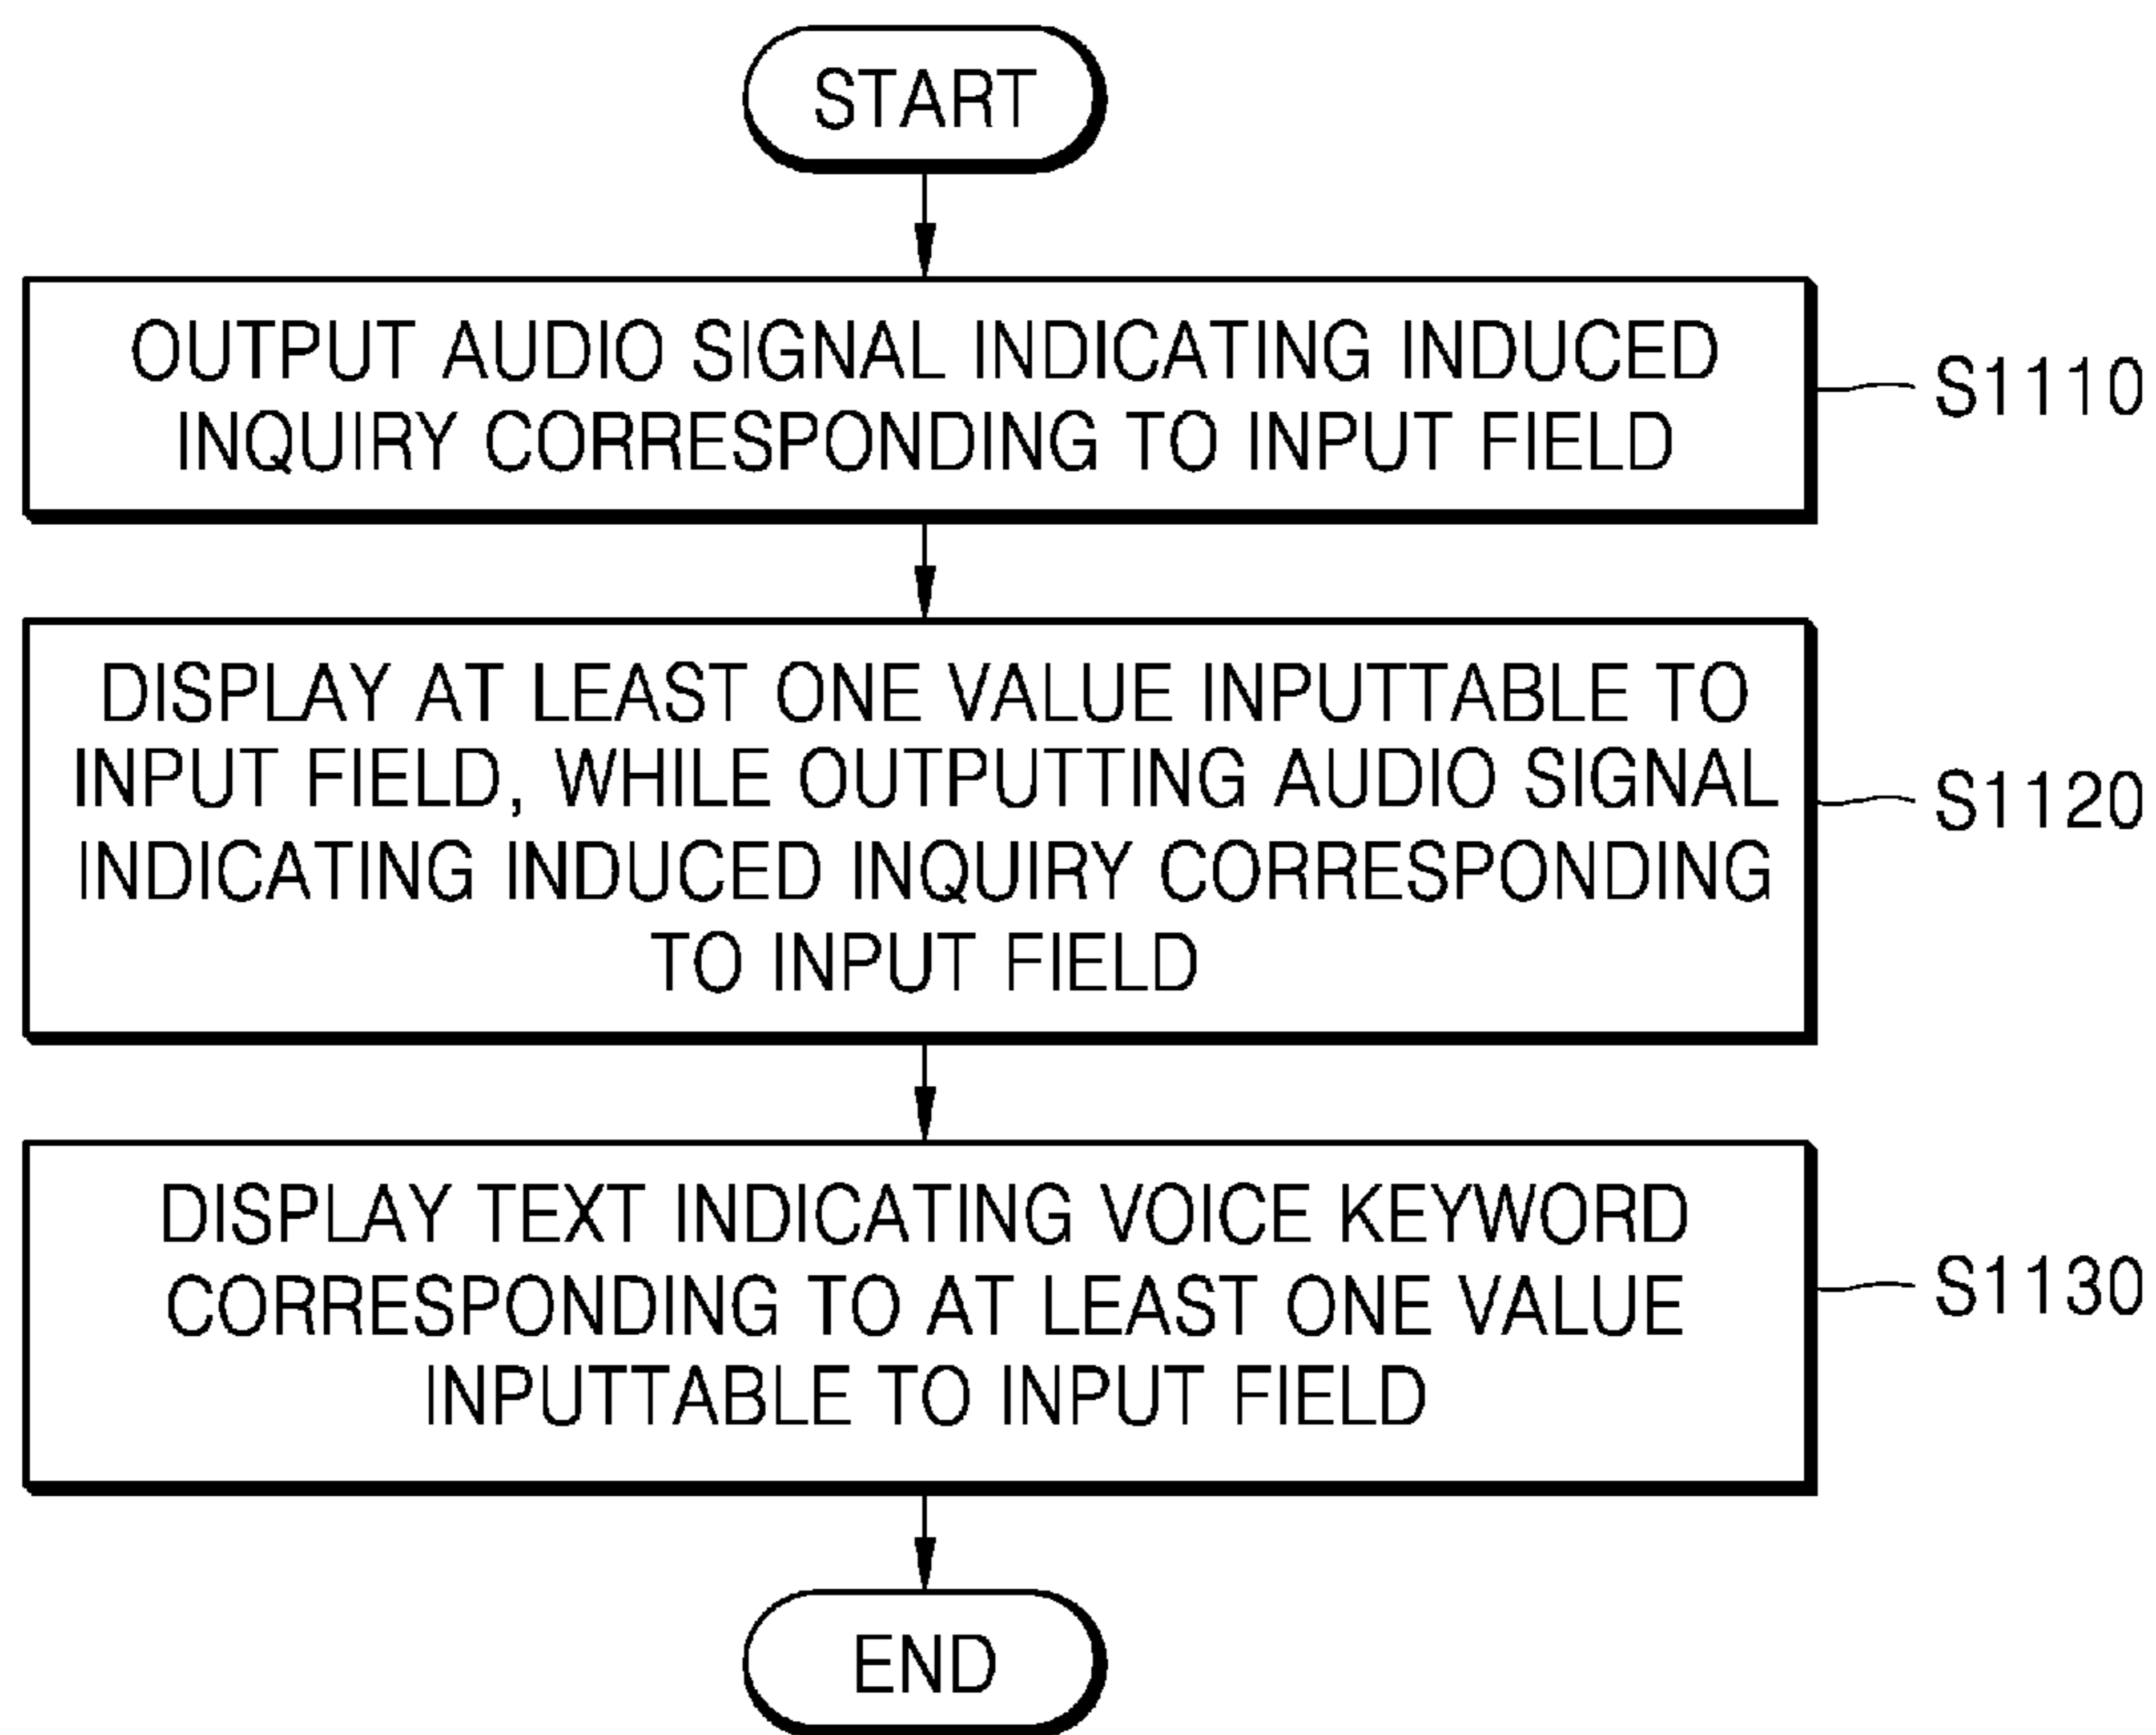 START
OUTPUT AUDIO SIGNAL INDICATING INDUCED
INQUIRY CORRESPONDING TO INPUT FIELD
S1110
DISPLAY AT LEAST ONE VALUE INPUTTABLE TO
INPUT FIELD, WHILE OUTPUTTING AUDIO SIGNAL
INDICATING INDUCED INQUIRY CORRESPONDING
TO INPUT FIELD
S1120
DISPLAY TEXT INDICATING VOICE KEYWORD
CORRESPONDING TO AT LEAST ONE VALUE
INPUTTABLE TO INPUT FIELD
S1130
END